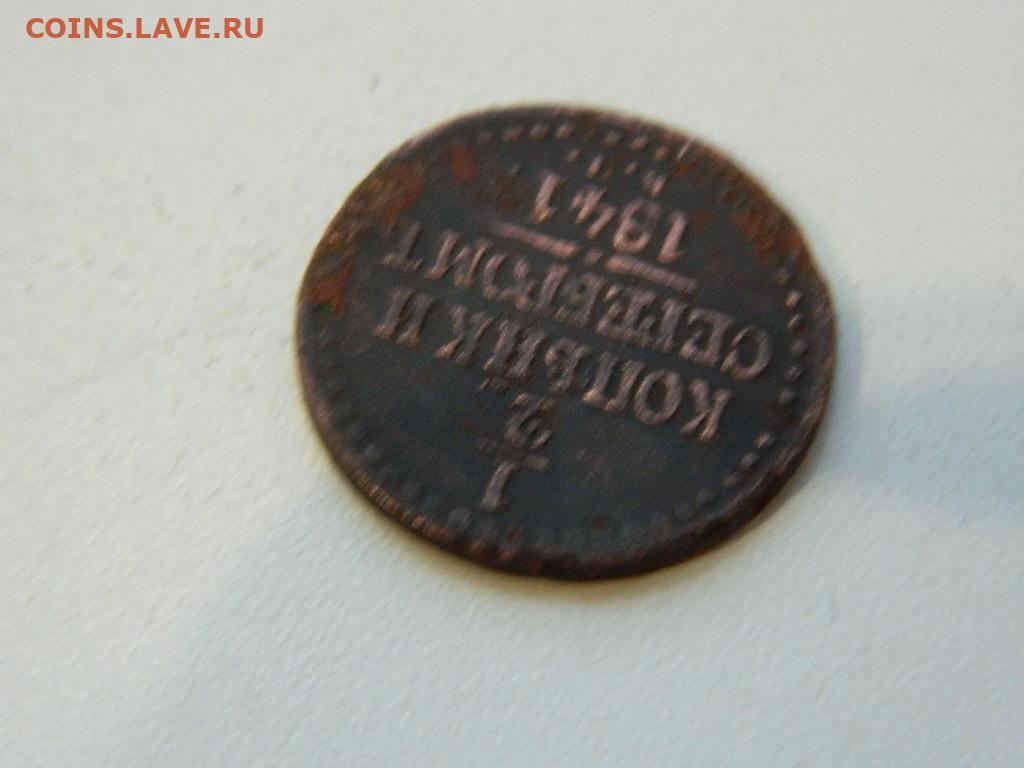 COINS.LAVE.RU
1
2
КОПѢЙКИ
СЕРЕБРОМЪ
1841